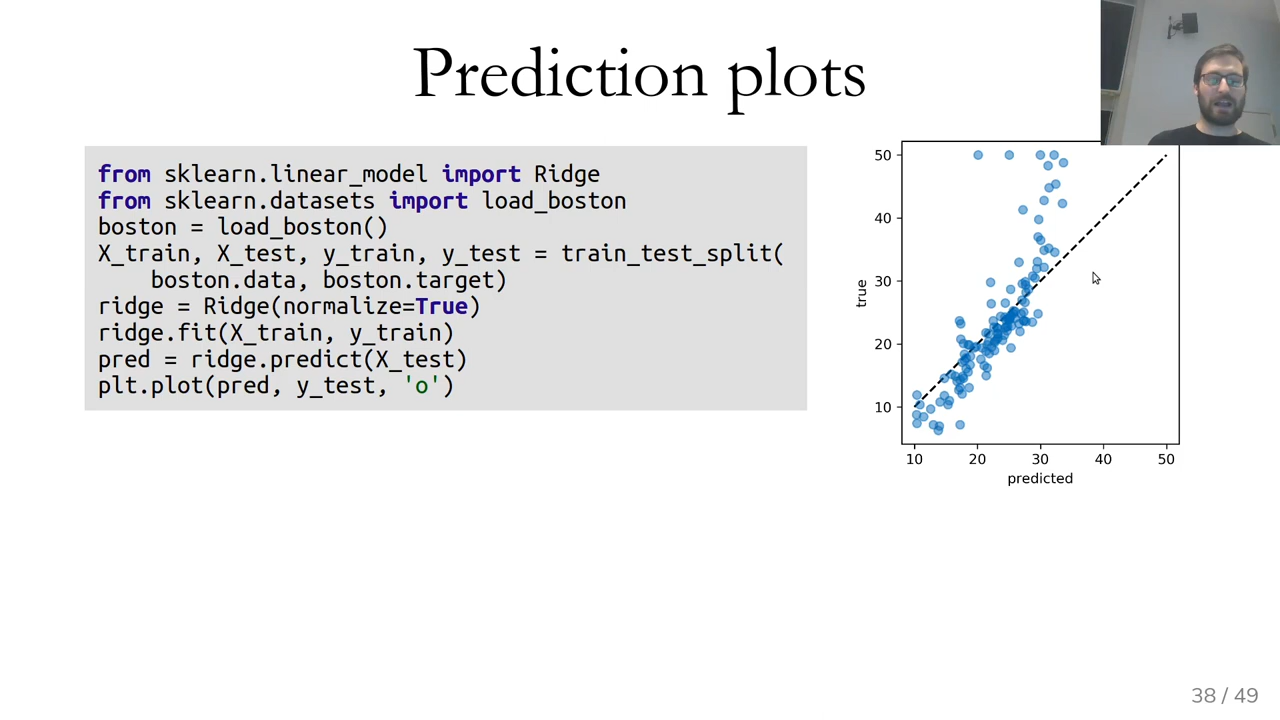 Prediction plots
from sklearn.linear_model import Ridge
from sklearn.datasets import load_boston
boston = load_boston()
X_train, X_test, y_train, y_test = train_test_split(
    boston.data, boston.target)
ridge = Ridge(normalize=True)
ridge.fit(X_train, y_train)
pred = ridge.predict(X_test)
plt.plot(pred, y_test, 'o')
50
40
30
20
10
true
10 20 30 40 50
predicted
38 / 49